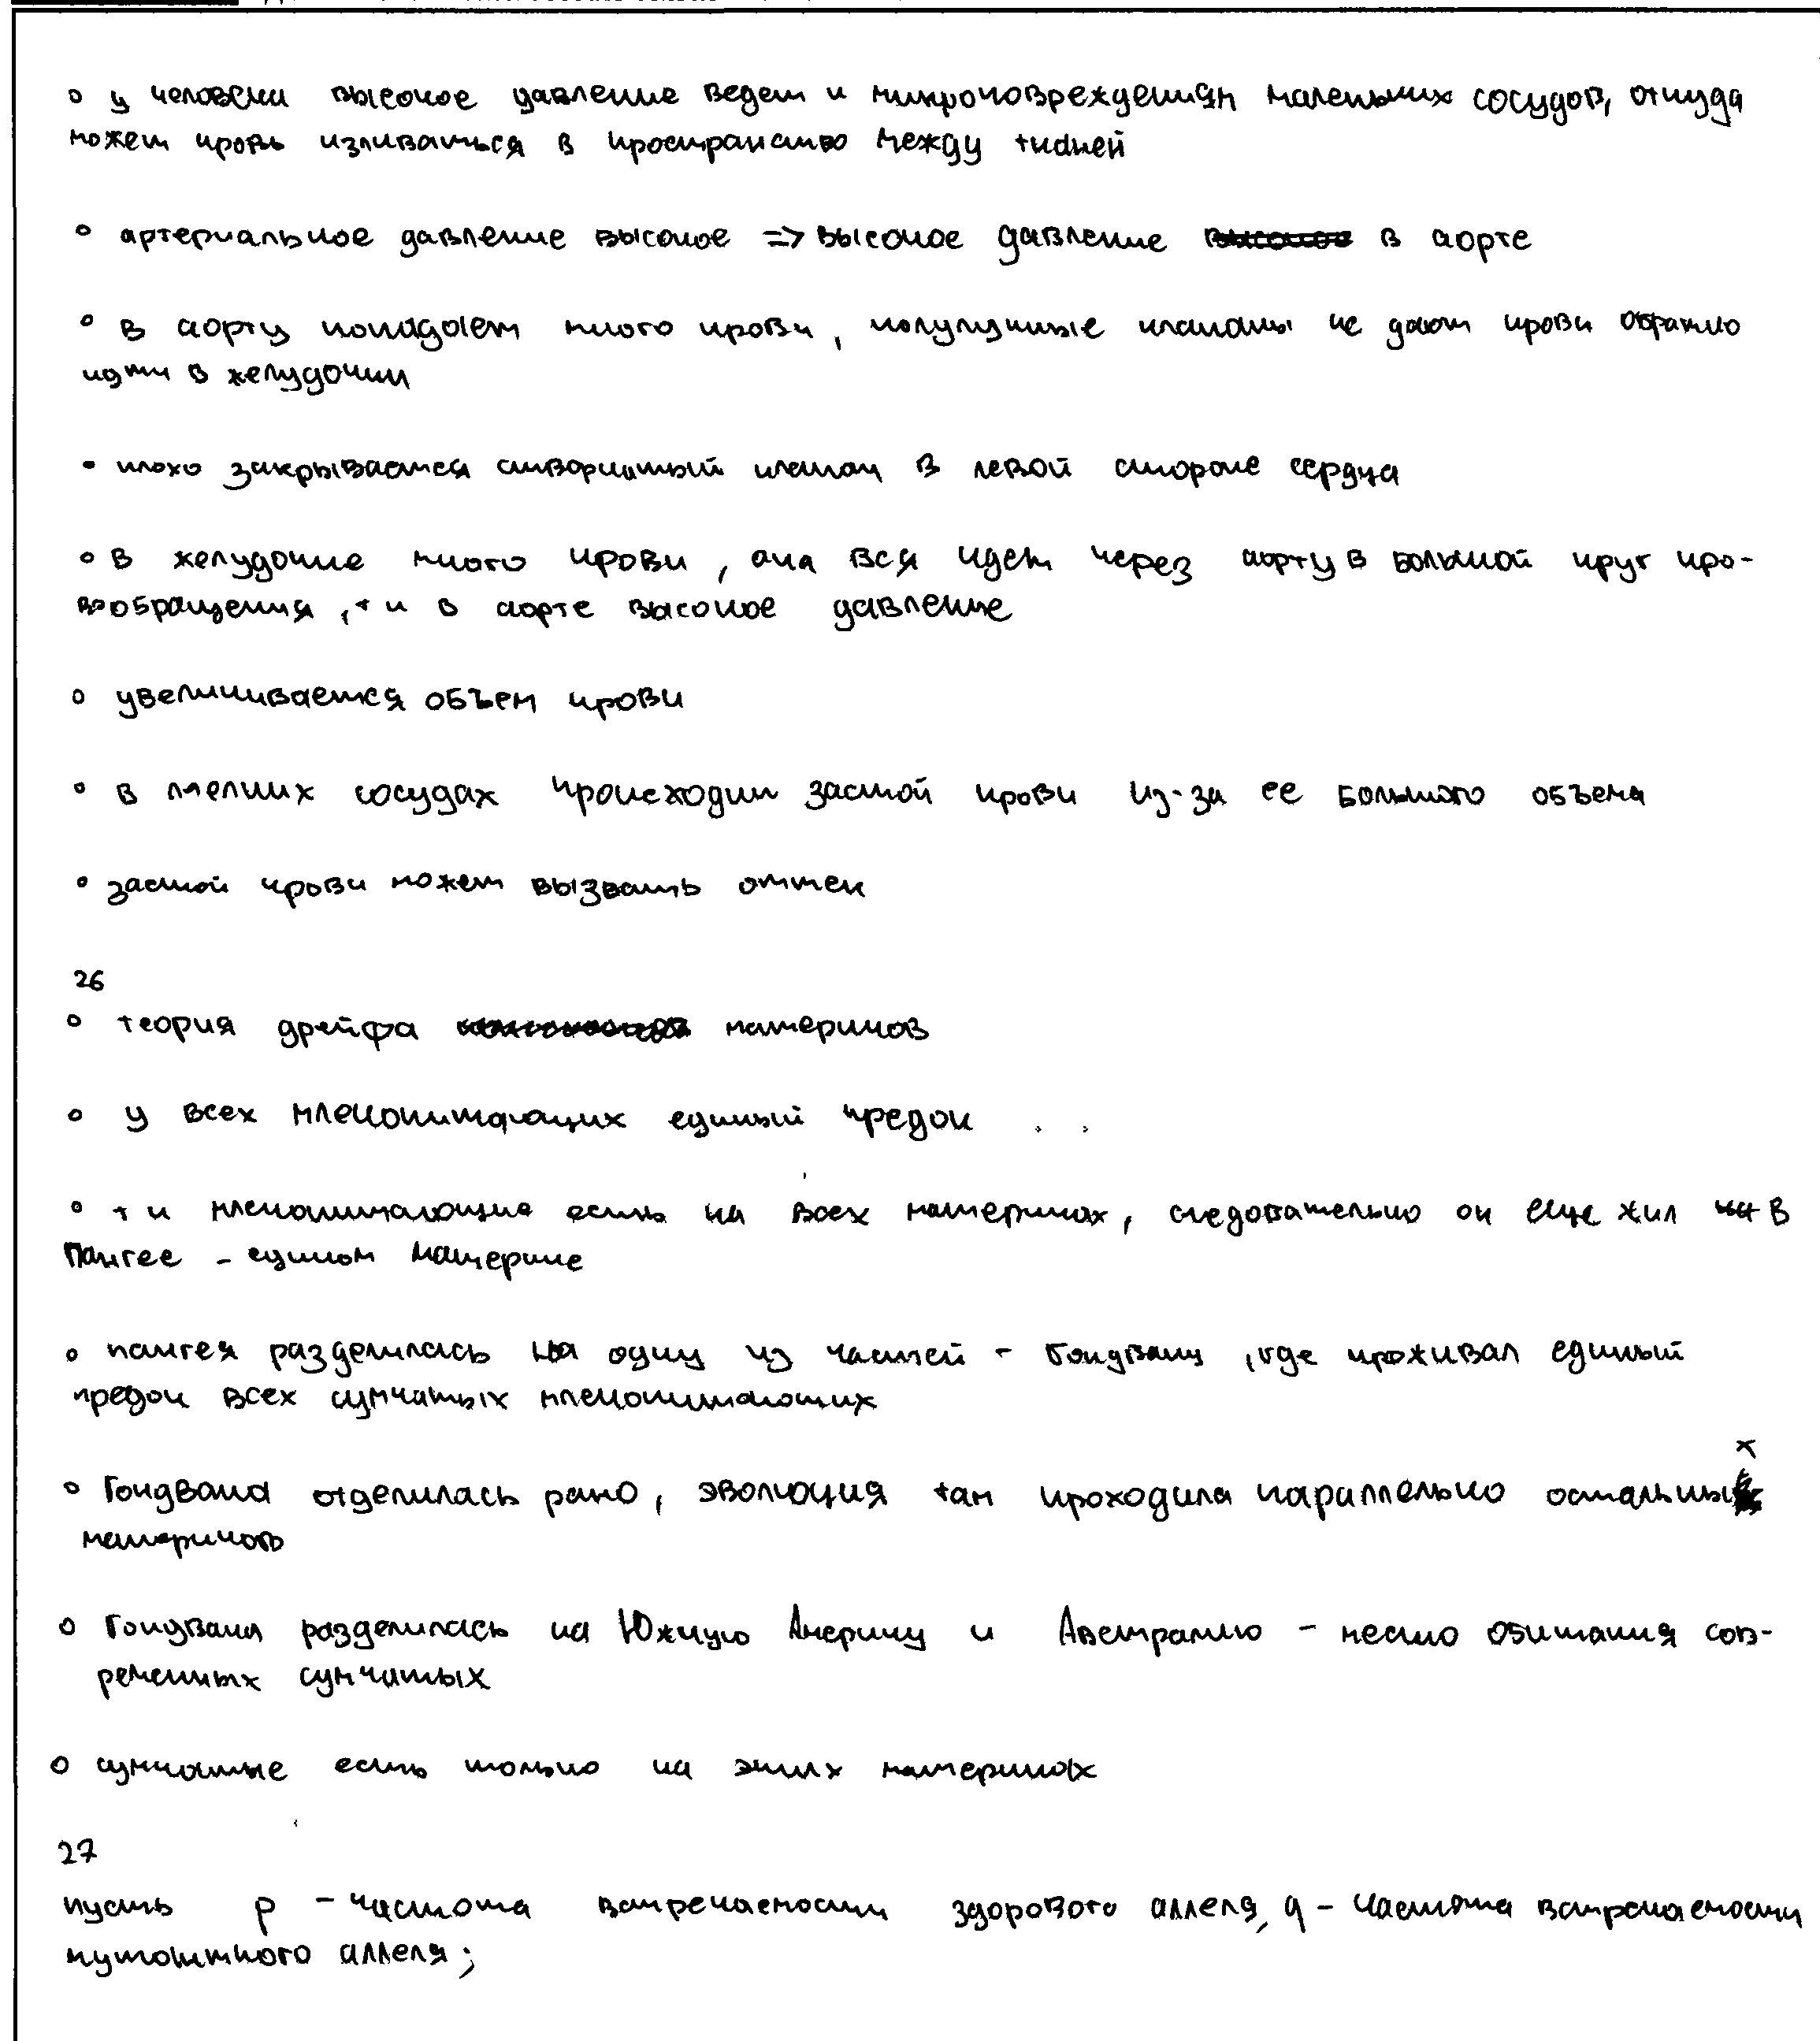 ◦ у человека высокое давление ведет к микроповреждениям маленьких сосудов, откуда
может кровь изливаться в пространство между тканей
◦ артериальное давление высокое => высокое давление в аорте
◦ в аорту попадает много крови, полулунные клапаны не дают крови обратно
идти в желудочки
• плохо закрывается створчатый клапан в левой стороне сердца
◦ в желудочке много крови, она вся идет через аорту в большой круг кро-
вообращения, т к в аорте высокое давление
◦ увеличивается объем крови
◦ в мелких сосудах происходит застой крови из-за ее большого объема
◦ застой крови может вызвать оттек
26
◦ теория дрейфа материков
◦ у всех млекопитающих единый предок
◦ т к млекопитающие есть на всех материках, следовательно он еще жил в
Пангее - едином материке
◦ пангея разделилась на одну из частей - Гондвану, где проживал единый
предок всех сумчатых млекопитающих
◦ Гондвана отделилась рано, эволюция там проходила параллельно остальных
материков
◦ Гондвана разделилась на Южную Америку и Австралию - место обитания сов-
ременных сумчатых
◦ сумчатые есть только на этих материках
27
пусть p - частота встречаемости здорового аллеля, q - частота встречаемости
мутантного аллеля;